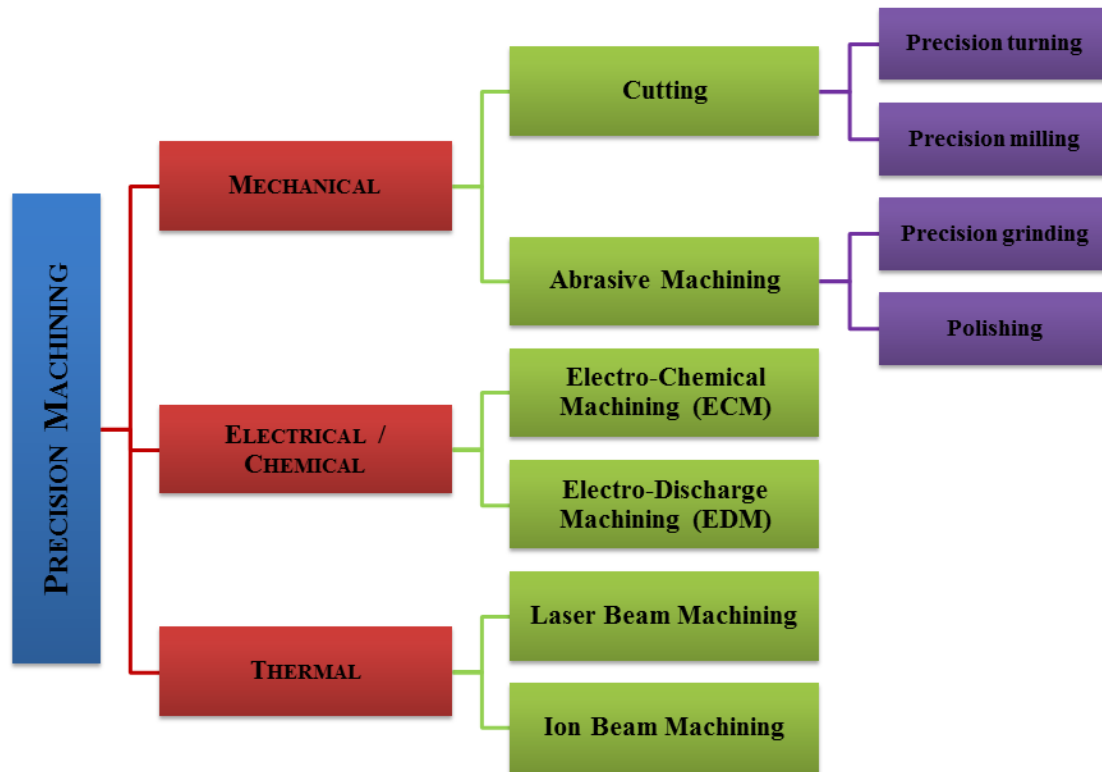 PRECISION MACHINING
MECHANICAL
Cutting
Precision turning
Precision milling
Abrasive Machining
Precision grinding
Polishing
ELECTRICAL /
CHEMICAL
Electro-Chemical
Machining (ECM)
Electro-Discharge
Machining (EDM)
THERMAL
Laser Beam Machining
Ion Beam Machining